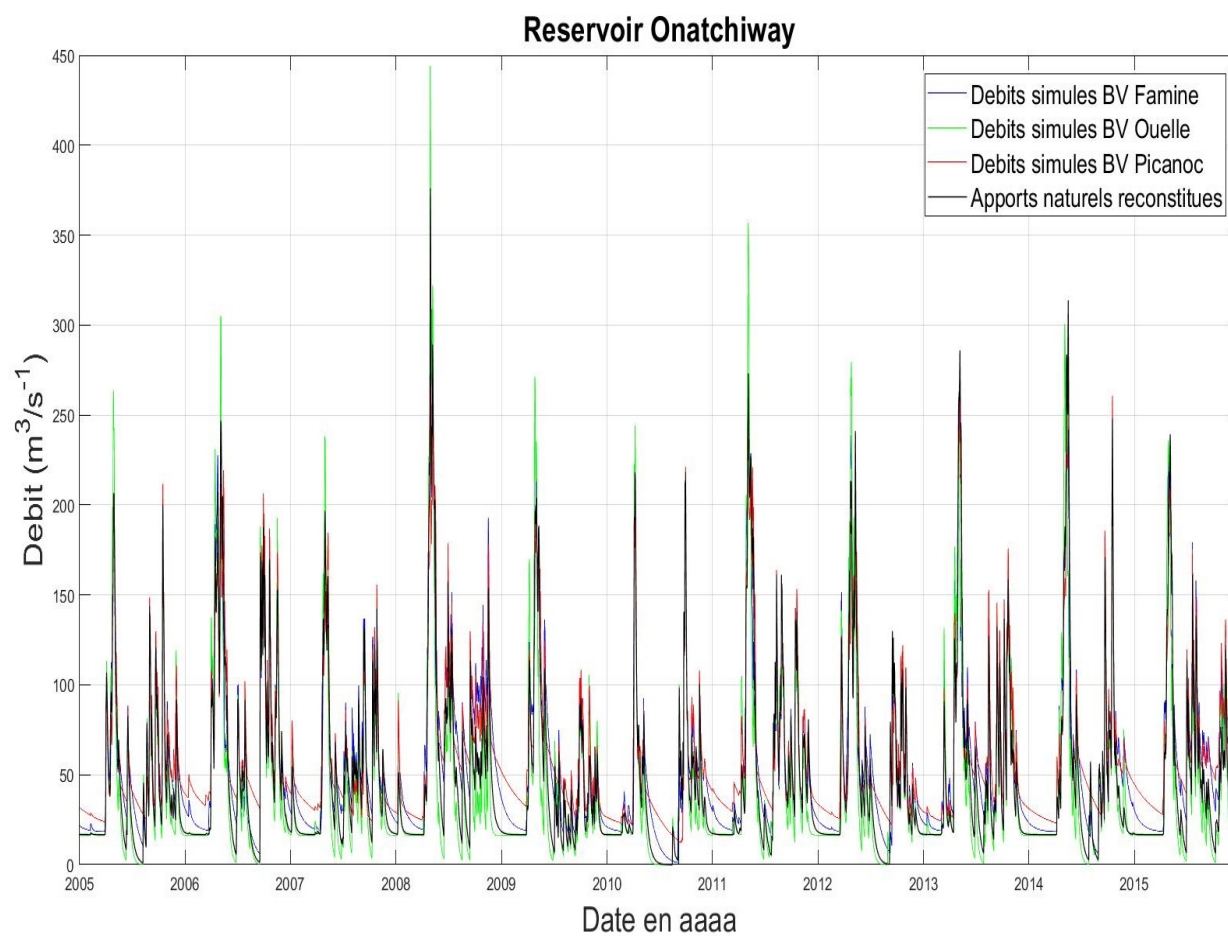 Reservoir Onatchiway
Debit (m³/s⁻¹)
450
400
350
300
250
200
150
100
50
0
Debits simules BV Famine
Debits simules BV Ouelle
Debits simules BV Picanoc
Apports naturels reconstitues
2005 2006 2007 2008 2009 2010 2011 2012 2013 2014 2015
Date en aaaa